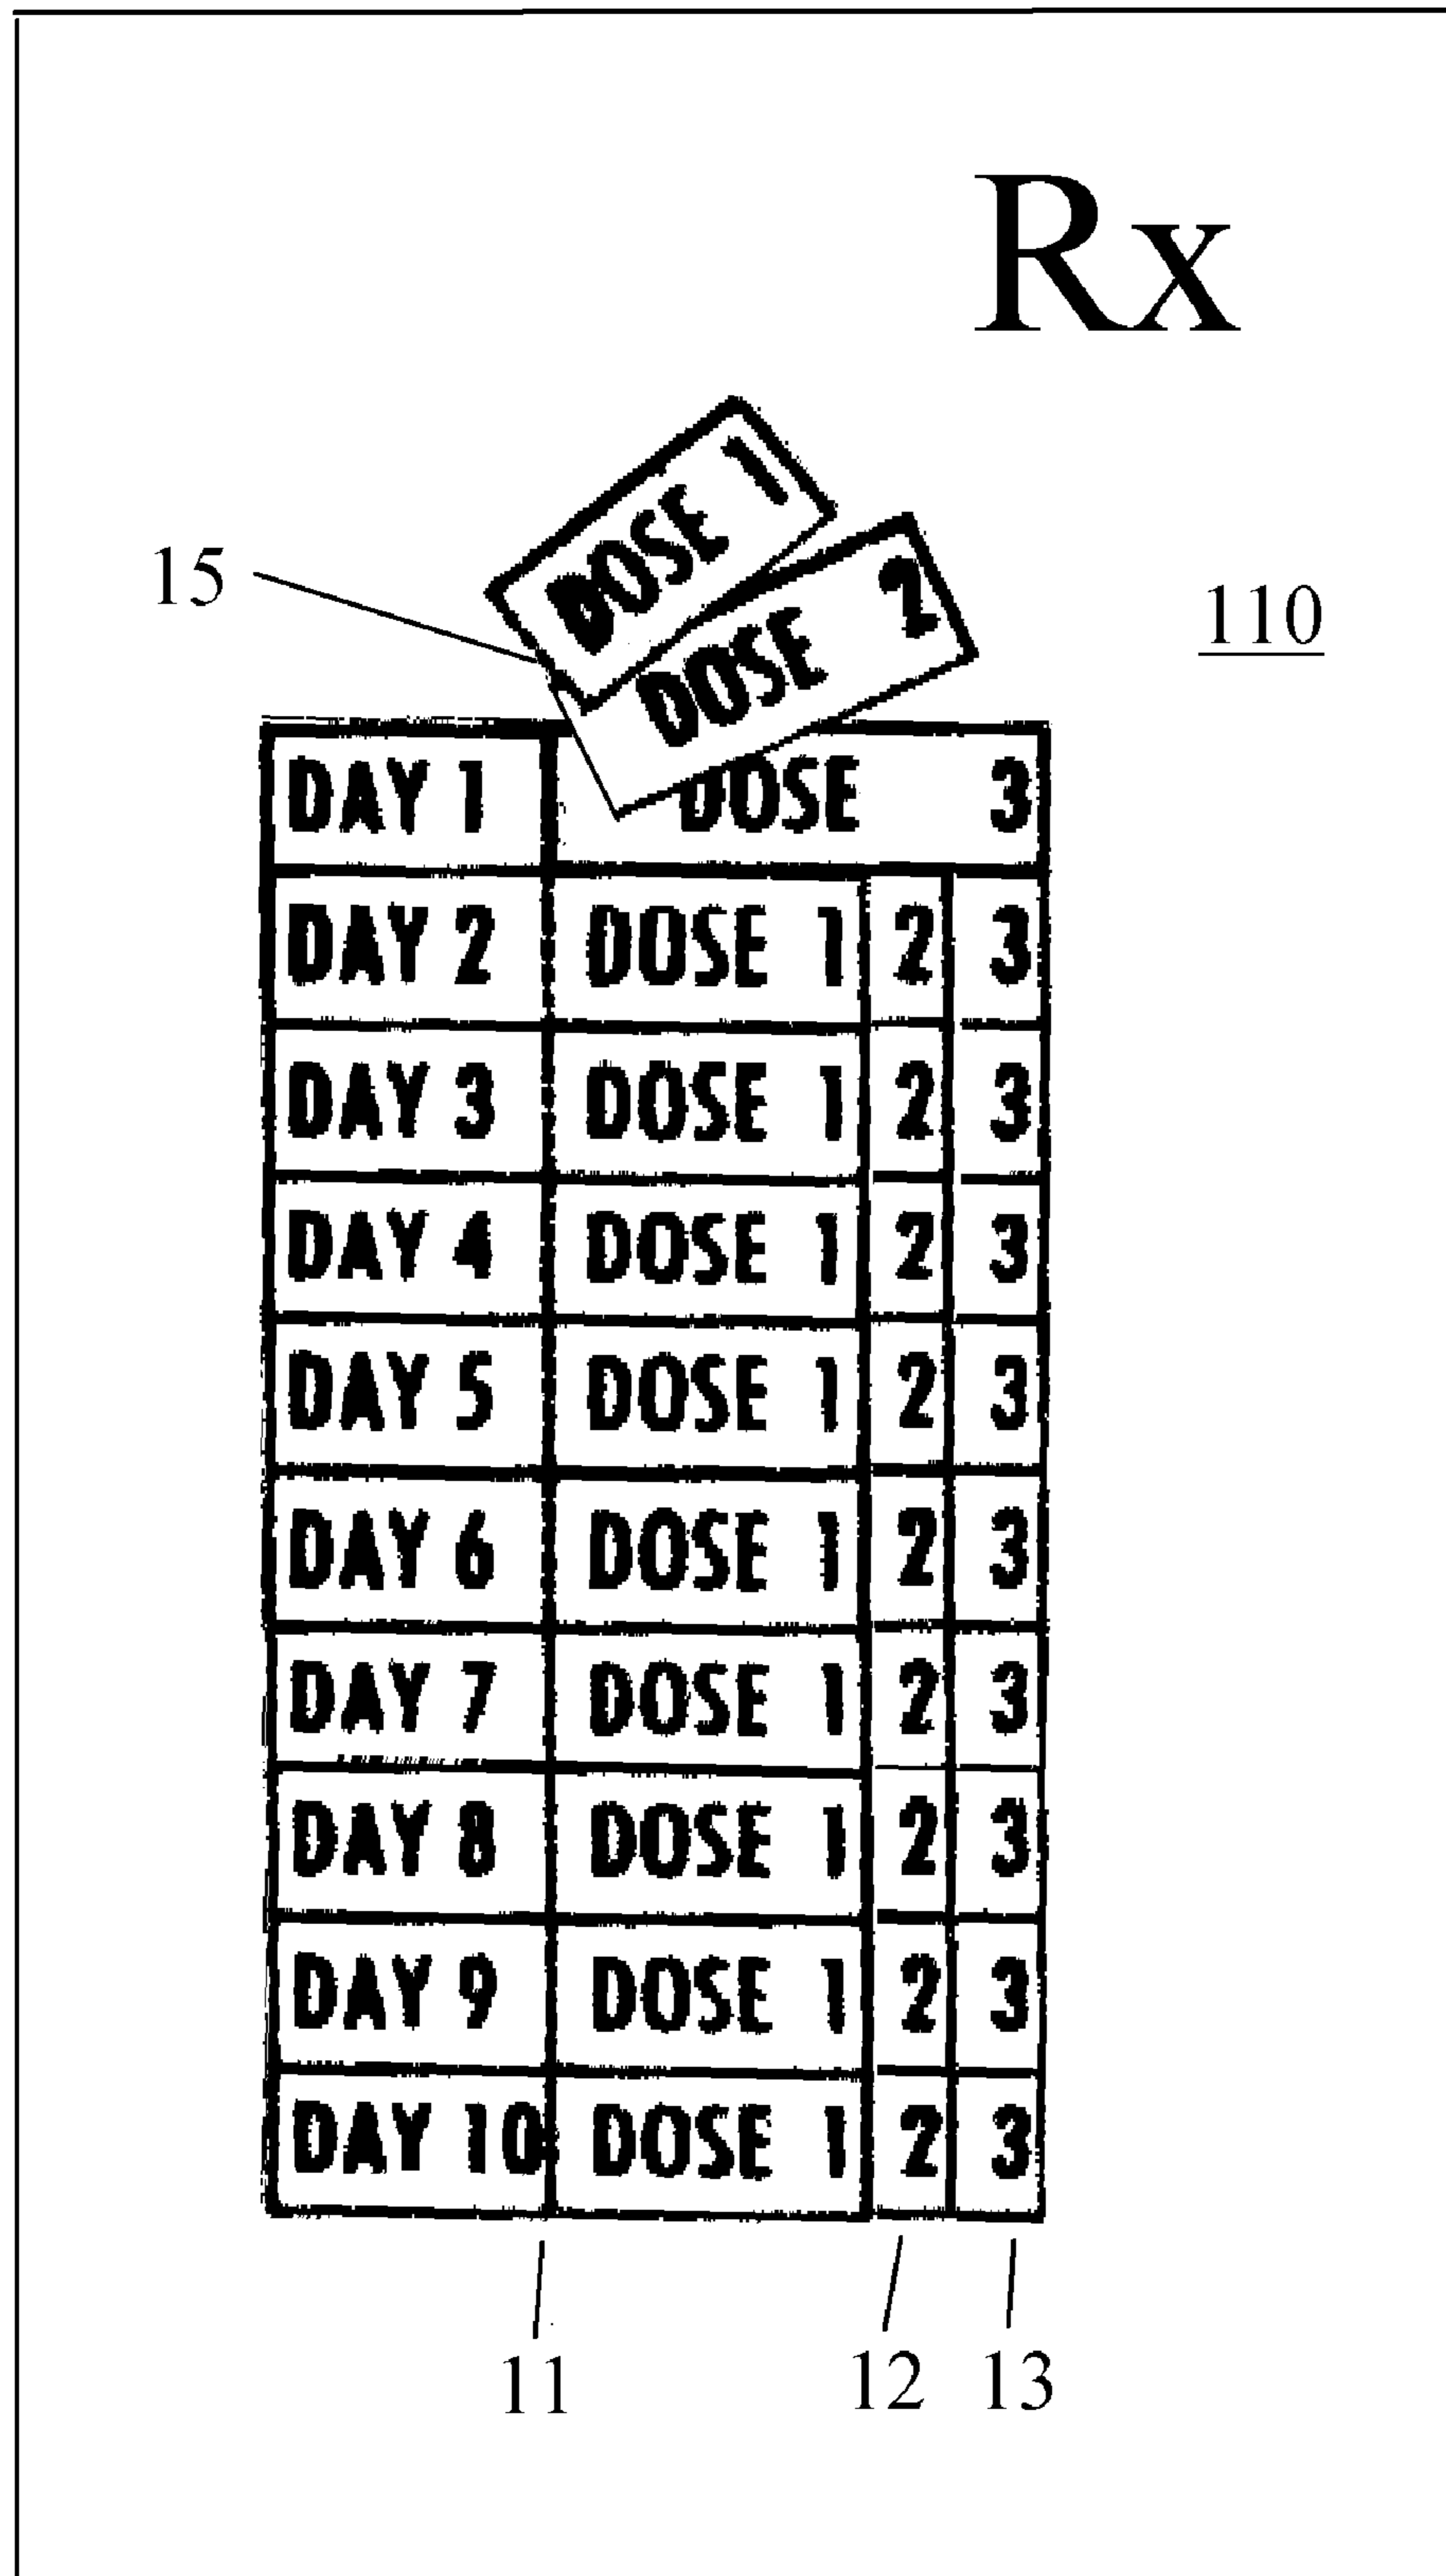 Rx
DOSE 1
15
DOSE 2
110
DAY 1 DOSE 3
DAY 2 DOSE 1 2 3
DAY 3 DOSE 1 2 3
DAY 4 DOSE 1 2 3
DAY 5 DOSE 1 2 3
DAY 6 DOSE 1 2 3
DAY 7 DOSE 1 2 3
DAY 8 DOSE 1 2 3
DAY 9 DOSE 1 2 3
DAY 10 DOSE 1 2 3
11 12 13